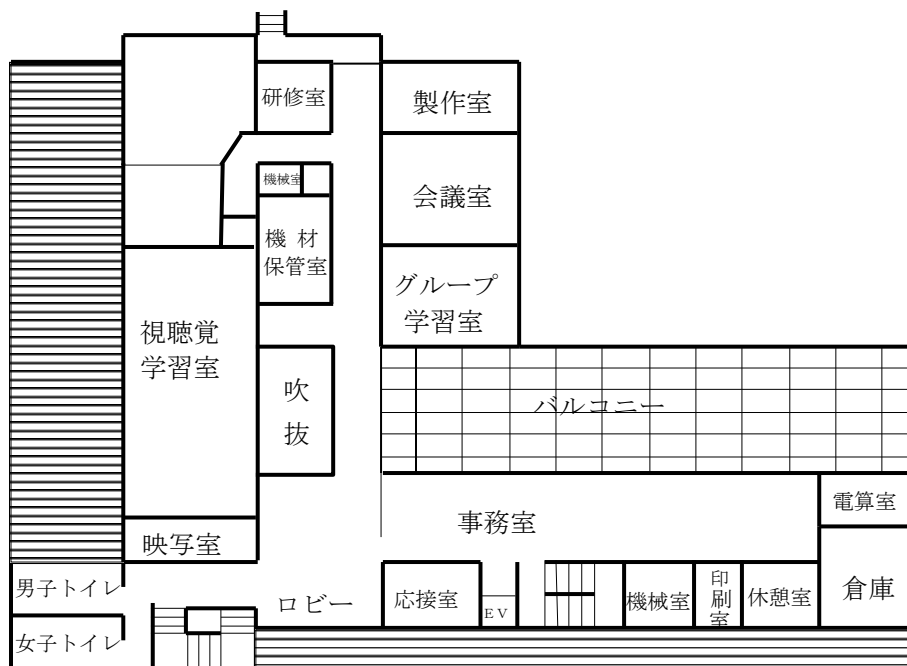 研修室
製作室
機械室
会議室
機 材
保管室
グループ
学習室
視聴覚
学習室
吹
抜
バルコニー
電算室
事務室
映写室
男子トイレ
ロビー
応接室
EV
機械室
印
刷
室
休憩室
倉庫
女子トイレ